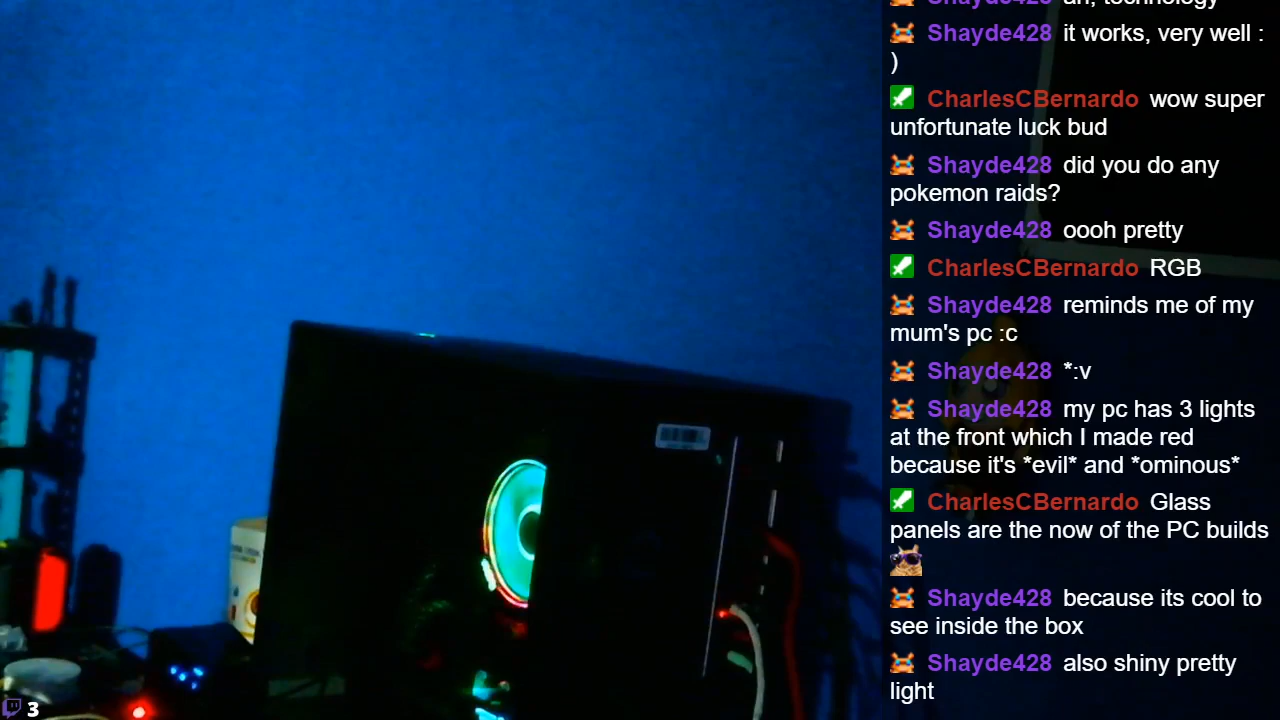 Shayde428 ah, technology
Shayde428 it works, very well :
)
CharlesCBernardo wow super
unfortunate luck bud
Shayde428 did you do any
pokemon raids?
Shayde428 oooh pretty
CharlesCBernardo RGB
Shayde428 reminds me of my
mum's pc :c
Shayde428 *:v
Shayde428 my pc has 3 lights
at the front which I made red
because it's *evil* and *ominous*
CharlesCBernardo Glass
panels are the now of the PC builds
Shayde428 because its cool to
see inside the box
Shayde428 also shiny pretty
light
3